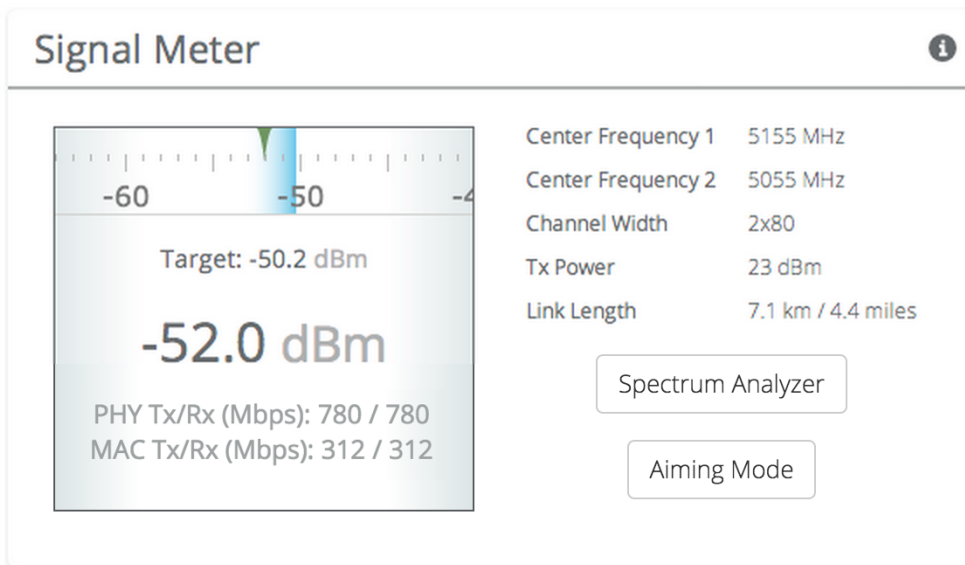 Signal Meter
-60 -50 -4
Target: -50.2 dBm
-52.0 dBm
PHY Tx/Rx (Mbps): 780 / 780
MAC Tx/Rx (Mbps): 312 / 312
Center Frequency 1 5155 MHz
Center Frequency 2 5055 MHz
Channel Width 2x80
Tx Power 23 dBm
Link Length 7.1 km / 4.4 miles
Spectrum Analyzer
Aiming Mode